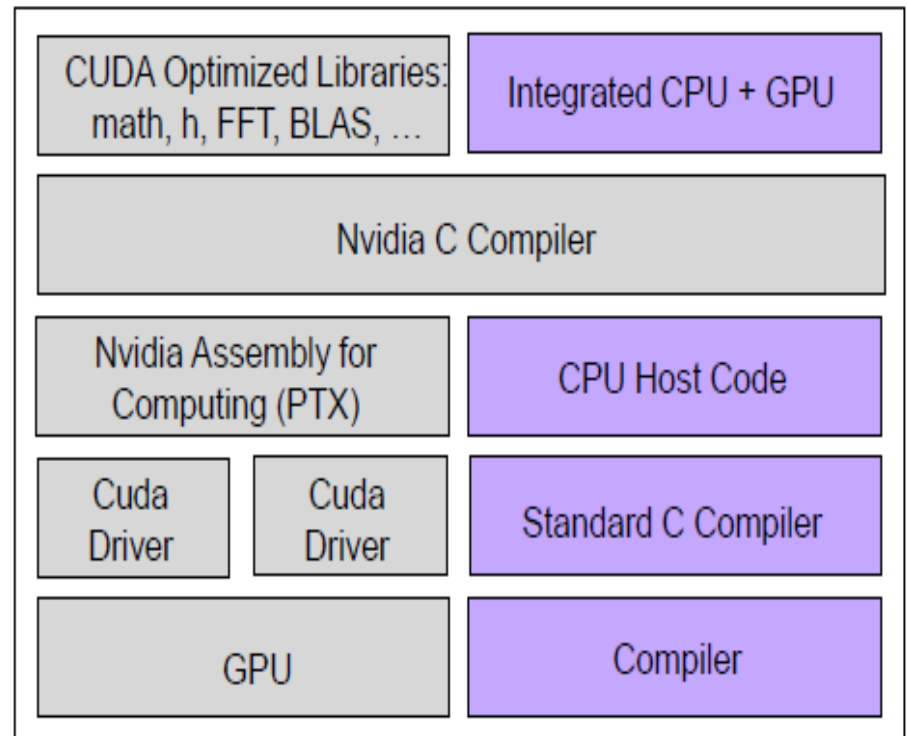 CUDA Optimized Libraries:
math, h, FFT, BLAS, …
Integrated CPU + GPU
Nvidia C Compiler
Nvidia Assembly for
Computing (PTX)
CPU Host Code
Cuda
Driver
Cuda
Driver
Standard C Compiler
GPU
Compiler